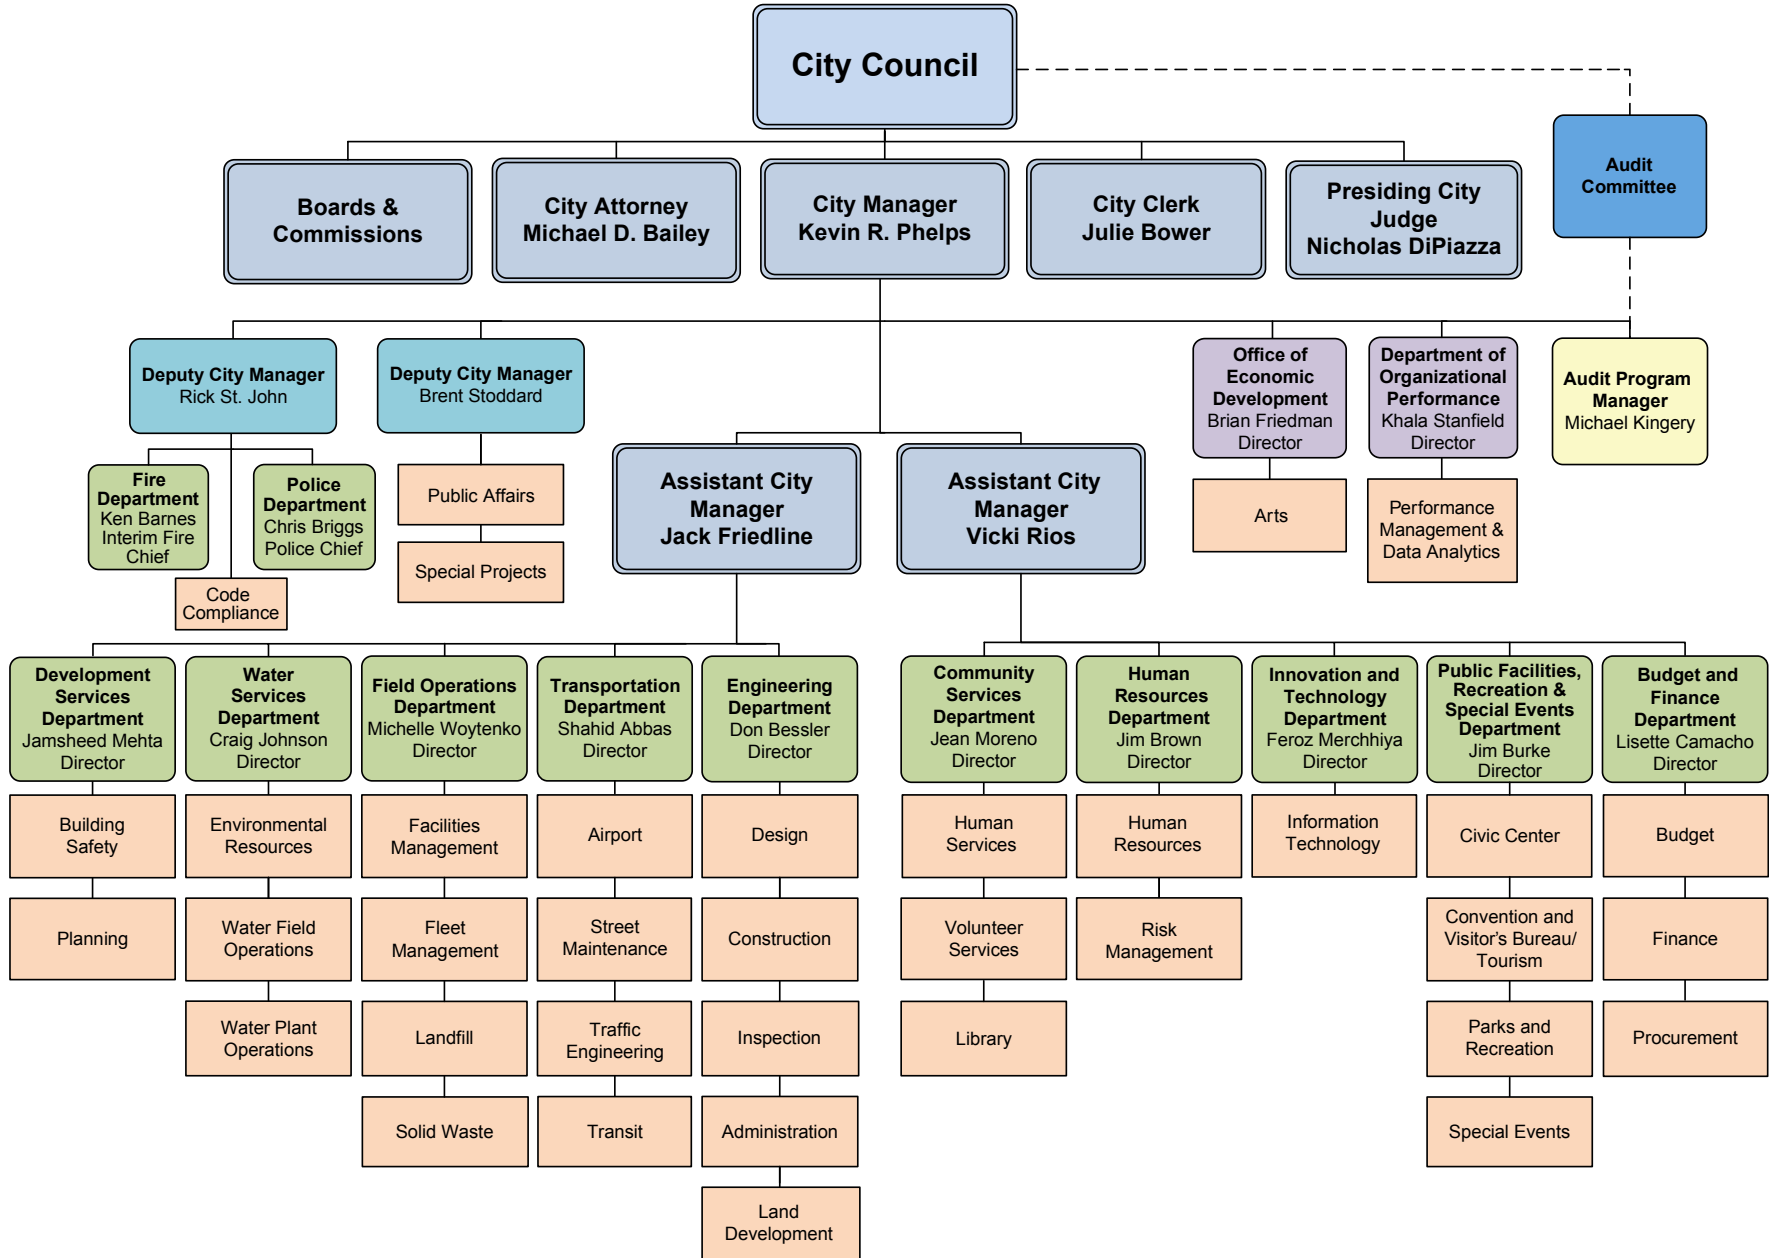 City Council
Audit
Committee
Boards &
Commissions
City Attorney
Michael D. Bailey
City Manager
Kevin R. Phelps
City Clerk
Julie Bower
Presiding City
Judge
Nicholas DiPiazza
Deputy City Manager
Rick St. John
Deputy City Manager
Brent Stoddard
Office of
Economic
Development
Brian Friedman
Director
Department of
Organizational
Performance
Khala Stanfield
Director
Audit Program
Manager
Michael Kingery
Fire
Department
Ken Barnes
Interim Fire
Chief
Police
Department
Chris Briggs
Police Chief
Code
Compliance
Public Affairs
Special Projects
Assistant City
Manager
Jack Friedline
Assistant City
Manager
Vicki Rios
Arts
Performance
Management &
Data Analytics
Development
Services
Department
Jamsheed Mehta
Director
Water
Services
Department
Craig Johnson
Director
Field Operations
Department
Michelle Woytenko
Director
Transportation
Department
Shahid Abbas
Director
Engineering
Department
Don Bessler
Director
Community
Services
Department
Jean Moreno
Director
Human
Resources
Department
Jim Brown
Director
Innovation and
Technology
Department
Feroz Merchhiya
Director
Public Facilities,
Recreation &
Special Events
Department
Jim Burke
Director
Budget and
Finance
Department
Lisette Camacho
Director
Building
Safety
Environmental
Resources
Facilities
Management
Airport
Design
Human
Services
Human
Resources
Information
Technology
Civic Center
Budget
Planning
Water Field
Operations
Fleet
Management
Street
Maintenance
Construction
Volunteer
Services
Risk
Management
Convention and
Visitor's Bureau/
Tourism
Finance
Water Plant
Operations
Landfill
Traffic
Engineering
Inspection
Library
Parks and
Recreation
Procurement
Solid Waste
Transit
Administration
Special Events
Land
Development